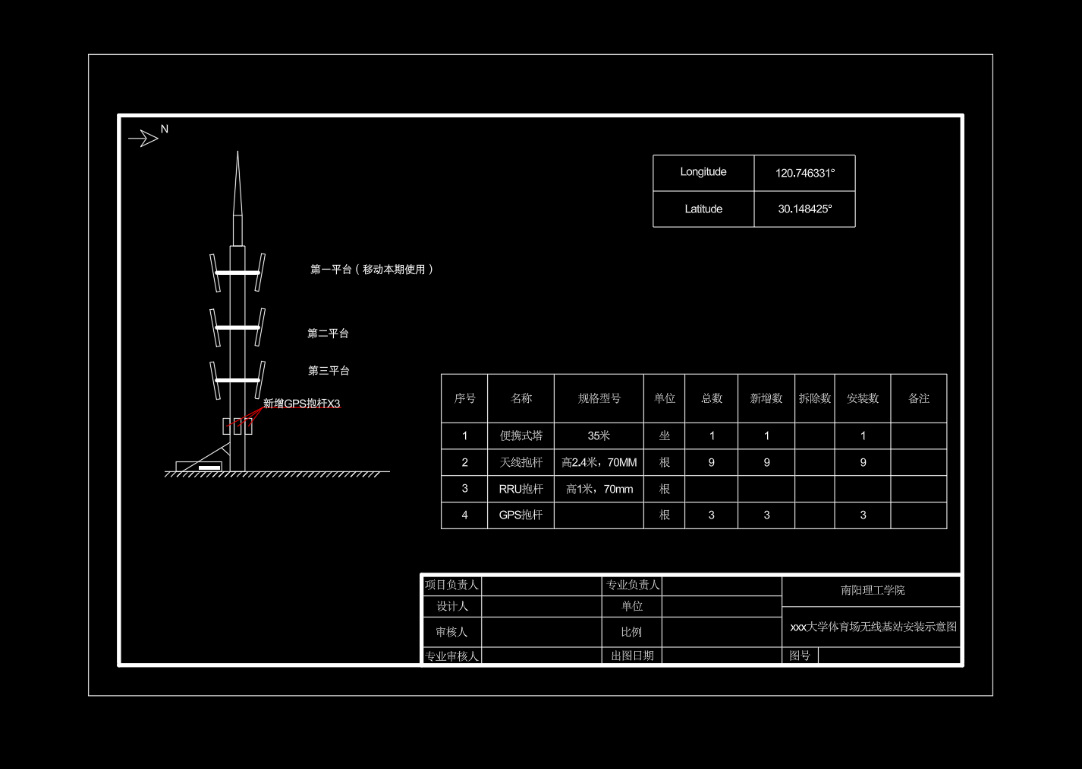 N
Longitude 120.746331°
Latitude 30.148425°
第一平台（移动本期使用）
第二平台
第三平台
新增GPS抱杆X3
序号 名称 规格型号 单位 总数 新增数 拆除数 安装数 备注
1 便携式塔 35米 坐 1 1 1
2 天线抱杆 高2.4米，70MM 根 9 9 9
3 RRU抱杆 高1米，70mm 根
4 GPS抱杆 根 3 3 3
项目负责人 专业负责人 南阳理工学院
设计人 单位
审核人 比例 xxx大学体育场无线基站安装示意图
专业审核人 出图日期 图号